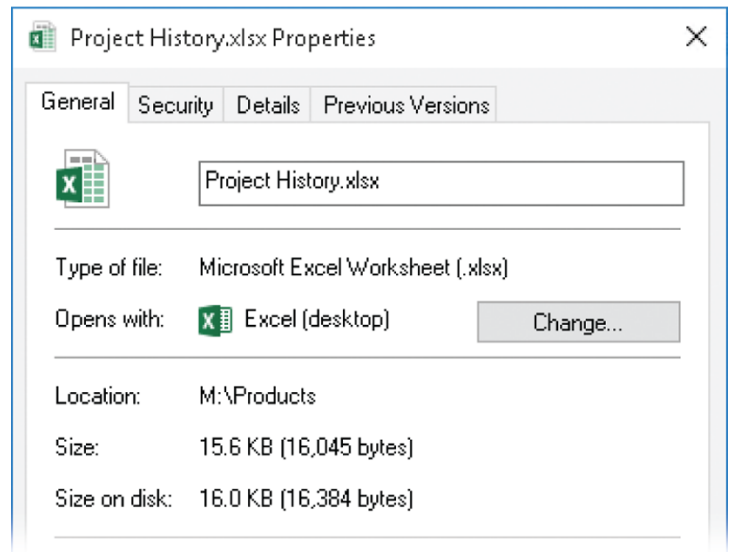 Project History.xlsx Properties
General Security Details Previous Versions
Project History.xlsx
Type of file: Microsoft Excel Worksheet (.xlsx)
Opens with: Excel (desktop) Change...
Location: M:\Products
Size: 15.6 KB (16,045 bytes)
Size on disk: 16.0 KB (16,384 bytes)